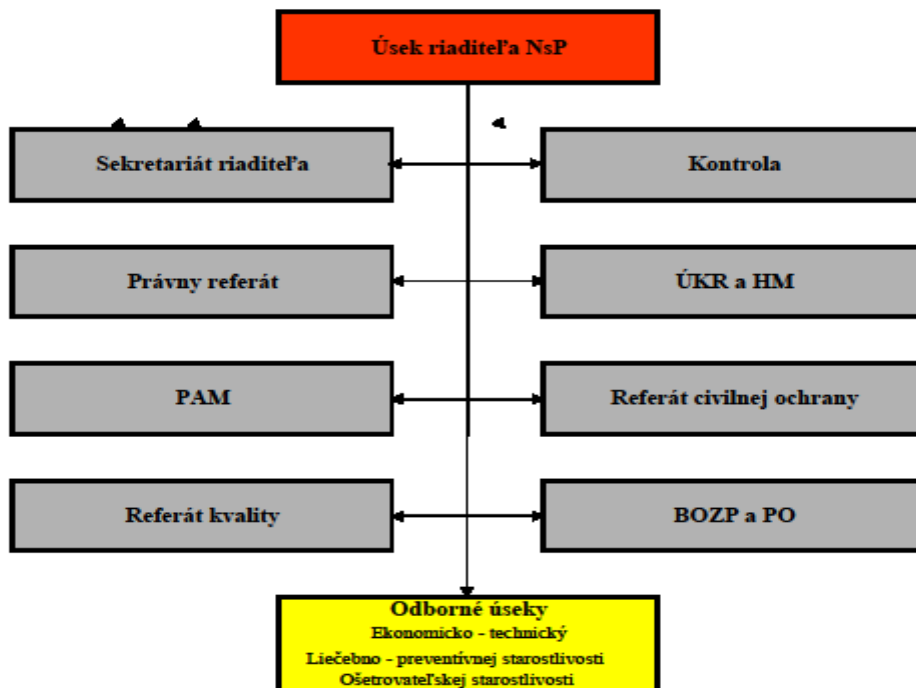 Úsek riaditeľa NsP
Sekretariát riaditeľa
Kontrola
Právny referát
ÚKR a HM
PAM
Referát civilnej ochrany
Referát kvality
BOZP a PO
Odborné úseky
Ekonomicko - technický
Liečebno - preventívnej starostlivosti
Ošetrovateľskej starostlivosti